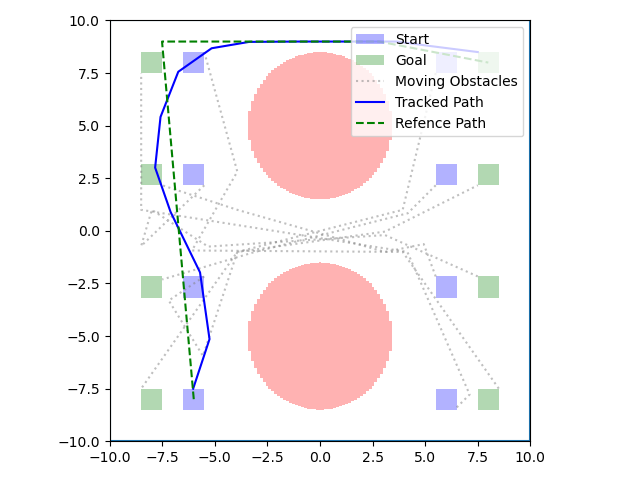 10.0
7.5
5.0
2.5
0.0
−2.5
−5.0
−7.5
−10.0
−10.0 −7.5 −5.0 −2.5 0.0 2.5 5.0 7.5 10.0
Start
Goal
Moving Obstacles
Tracked Path
Refence Path